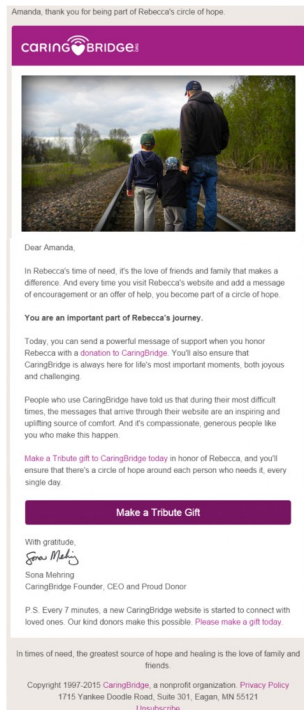 Amanda, thank you for being part of Rebecca's circle of hope.
CARING BRIDGE
Dear Amanda,
In Rebecca's time of need, it's the love of friends and family that makes a
difference. And every time you visit Rebecca's website and add a message
of encouragement or an offer of help, you become part of a circle of hope.
You are an important part of Rebecca's journey.
Today, you can send a powerful message of support when you honor
Rebecca with a donation to CaringBridge. You'll also ensure that
CaringBridge is always here for life's most important moments, both joyous
and challenging.
People who use CaringBridge have told us that during their most difficult
times, the messages that arrive through their website are an inspiring and
uplifting source of comfort. And it's compassionate, generous people like
you who make this happen.
Make a Tribute gift to CaringBridge today in honor of Rebecca, and you'll
ensure that there's a circle of hope around each person who needs it, every
single day.
Make a Tribute Gift
With gratitude,
Sona Mehring
Sona Mehring
CaringBridge Founder, CEO and Proud Donor
P.S. Every 7 minutes, a new CaringBridge website is started to connect with
loved ones. Our kind donors make this possible. Please make a gift today.
In times of need, the greatest source of hope and healing is the love of family and
friends.
Copyright 1997-2015 CaringBridge, a nonprofit organization. Privacy Policy
1715 Yankee Doodle Road, Suite 301, Eagan, MN 55121
Unsubscribe